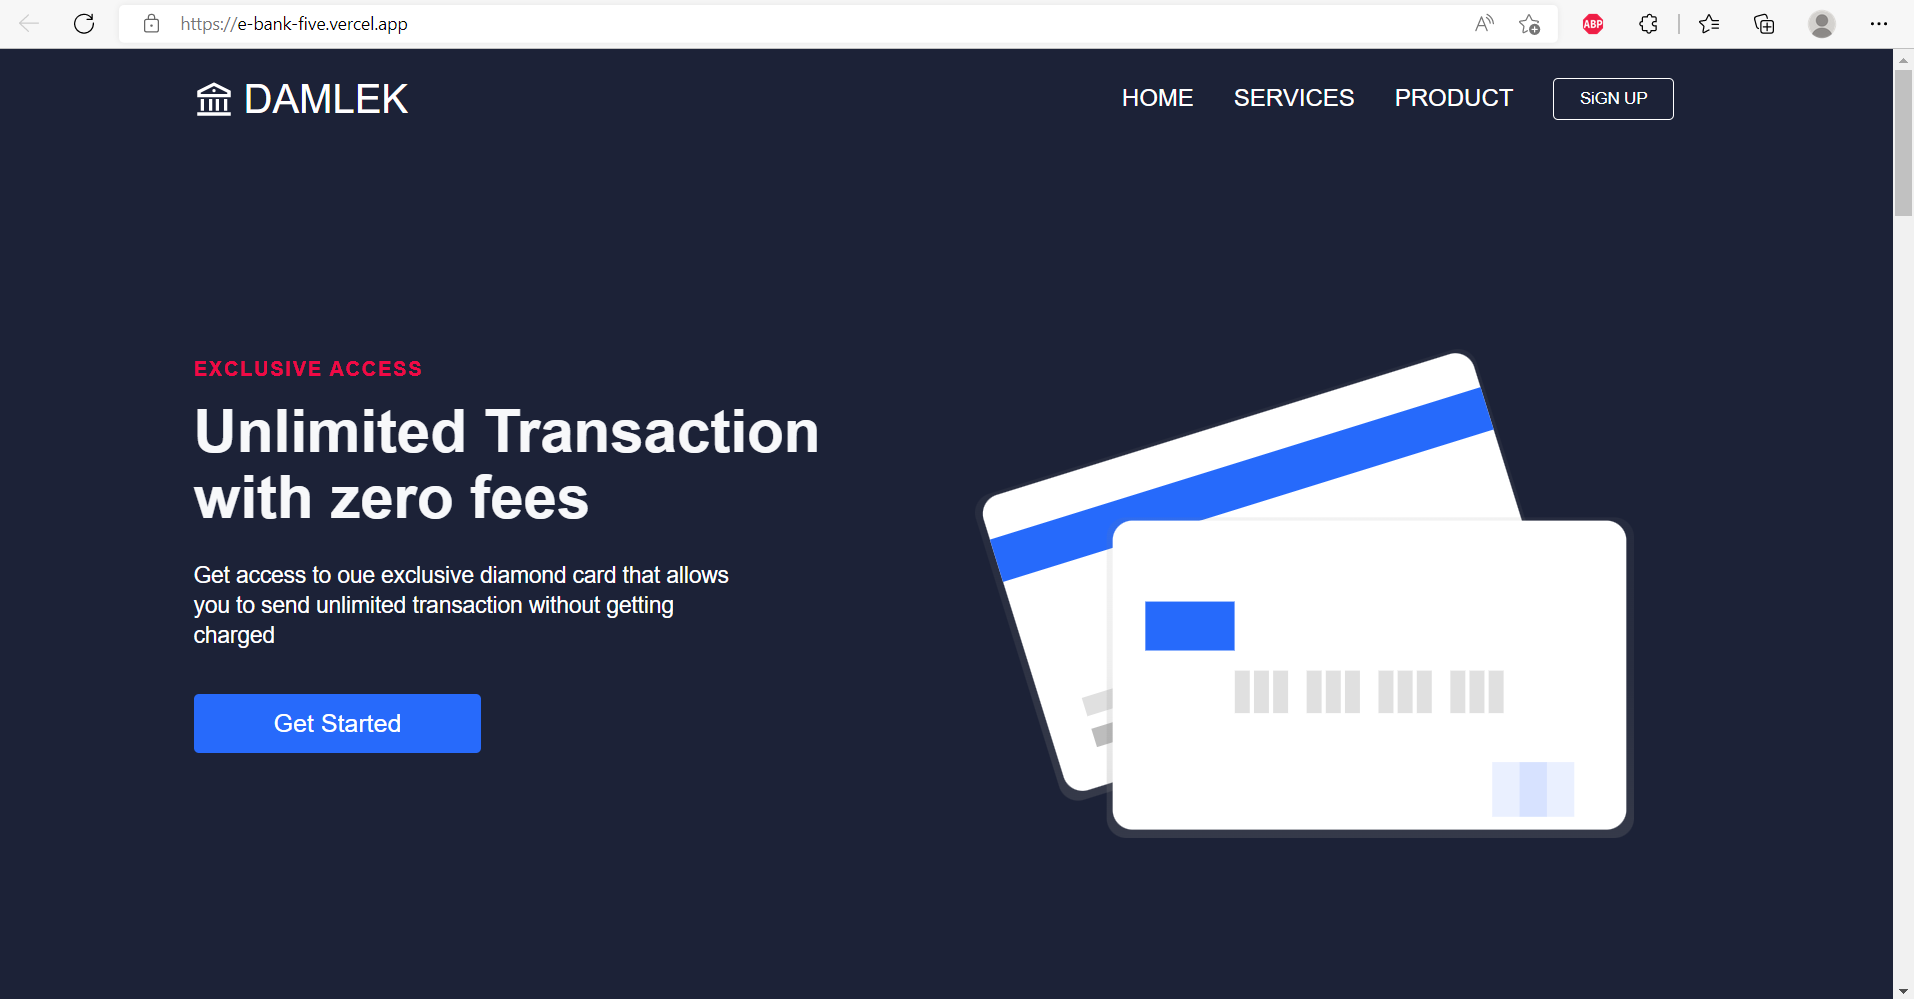 https://e-bank-five.vercel.app
A
ABP
DAMLEK
HOME SERVICES PRODUCT SiGN UP
EXCLUSIVE ACCESS
Unlimited Transaction
with zero fees
Get access to oue exclusive diamond card that allows
you to send unlimited transaction without getting
charged
Get Started